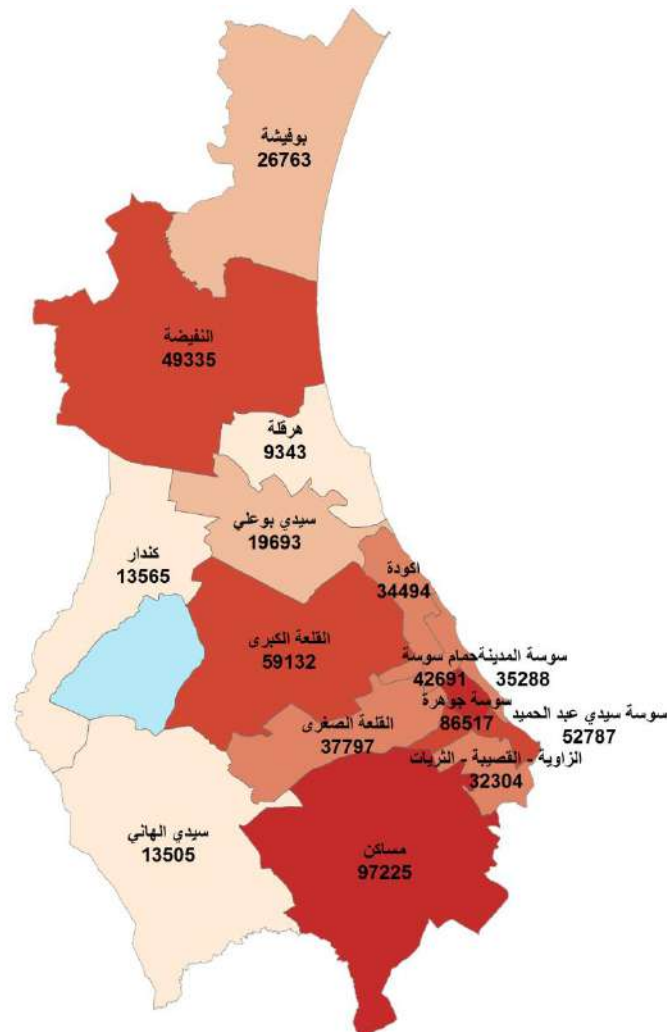 بوفيشة
26763
النفيضة
49335
هرقلة
9343
سيدي بوعلي
19693
كندار
13565
اكودة
34494
القلعة الكبرى
59132
حمام سوسة
42691
سوسة المدينة
35288
سوسة جوهرة
86517
سوسة سيدي عبد الحميد
52787
القلعة الصغرى
37797
الزاوية - القصيبة - الثريات
32304
سيدي الهاني
13505
مساكن
97225